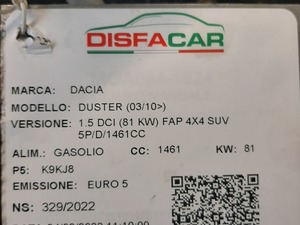 DISFACAR
MARCA: DACIA
MODELLO: DUSTER (03/10>)
VERSIONE: 1.5 DCI (81 KW) FAP 4X4 SUV
5P/D/1461CC
ALIM.: GASOLIO CC: 1461 KW: 81
P5: K9KJ8
EMISSIONE: EURO 5
NS: 329/2022